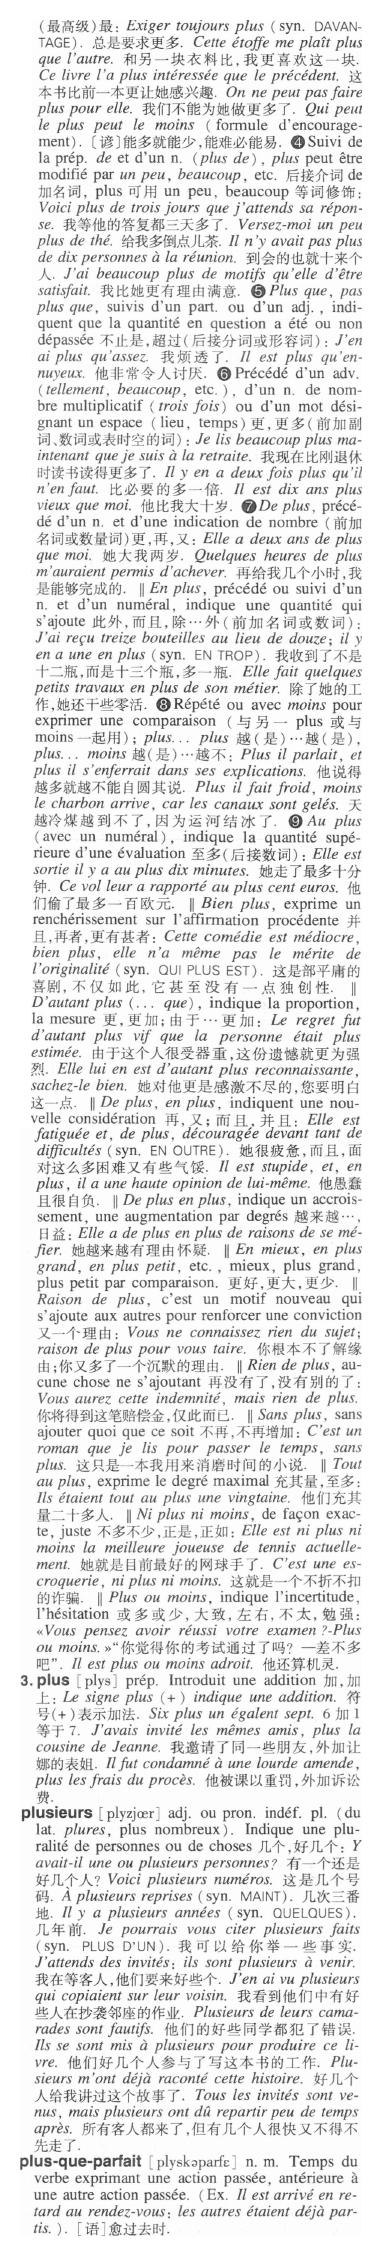 (最高级)最: Exiger toujours plus (syn. DAVAN-
TAGE). 总是要求更多. Cette étoffe me plaît plus
que l'autre. 和另一块衣料比,我更喜欢这一块.
Ce livre l'a plus intéressée que le précédent. 这
本书比前一本更让她感兴趣. On ne peut pas faire
plus pour elle. 我们不能为她做更多了. Qui peut
le plus peut le moins (formule d'encourage-
ment). [谚]能多就能少,能难必能易. ❹Suivi de
la prép. de et d'un n. (plus de), plus peut être
modifié par un peu, beaucoup, etc. 后接介词 de
加名词, plus 可用 un peu, beaucoup 等词修饰:
Voici plus de trois jours que j'attends sa répon-
se. 我等他的答复都三天多了. Versez-moi un peu
plus de thé. 给我多倒点儿茶. Il n'y avait pas plus
de dix personnes à la réunion. 到会的也就十来个
人. J'ai beaucoup plus de motifs qu'elle d'être
satisfait. 我比她更有理由满意. ❺Plus que, pas
plus que, suivis d'un part. ou d'un adj., indi-
quent que la quantité en question a été ou non
dépassée 不止是,超过(后接分词或形容词): J'en
ai plus qu'assez. 我烦透了. Il est plus qu'en-
nuyeux. 他非常令人讨厌. ❻Précédé d'un adv.
(tellement, beaucoup, etc.), d'un n. de nom-
bre multiplicatif (trois fois) ou d'un mot dési-
gnant un espace (lieu, temps) 更,更多(前加副
词、数词或表时空的词): Je lis beaucoup plus ma-
intenant que je suis à la retraite. 我现在比刚退休
时读书读得更多了. Il y en a deux fois plus qu'il
n'en faut. 比必要的多一倍. Il est dix ans plus
vieux que moi. 他比我大十岁. ❼De plus, précé-
dé d'un n. et d'une indication de nombre (前加
名词或数量词)更,再,又: Elle a deux ans de plus
que moi. 她大我两岁. Quelques heures de plus
m'auraient permis d'achever. 再给我几个小时,我
是能够完成的. ‖En plus, précédé ou suivi d'un
n. et d'un numéral, indique une quantité qui
s'ajoute 此外,而且,除…外(前加名词或数词):
J'ai reçu treize bouteilles au lieu de douze; il y
en a une en plus (syn. EN TROP). 我收到了不是
十二瓶,而是十三个瓶,多一瓶. Elle fait quelques
petits travaux en plus de son métier. 除了她的工
作,她还干些零活. ❽Répété ou avec moins pour
exprimer une comparaison (与另一 plus 或与
moins 一起用); plus... plus 越(是)…越(是),
plus... moins 越(是)…越不: Plus il parlait, et
plus il s'enferrait dans ses explications. 他说得
越多就越不能自圆其说. Plus il fait froid, moins
le charbon arrive, car les canaux sont gelés. 天
越冷煤越到不了,因为运河结冰了. ❾Au plus
(avec un numéral), indique la quantité supé-
rieure d'une évaluation 至多(后接数词): Elle est
sortie il y a au plus dix minutes. 她走了最多十分
钟. Ce vol leur a rapporté au plus cent euros. 他
们偷了最多一百欧元. ‖Bien plus, exprime un
renchérissement sur l'affirmation procédente 并
且,再者,更有甚者: Cette comédie est médiocre,
bien plus, elle n'a même pas le mérite de
l'originalité (syn. QUI PLUS EST). 这是部平庸的
喜剧, 不仅如此, 它甚至没有一点独创性. ‖
D'autant plus (... que), indique la proportion,
la mesure 更,更加;由于…更加: Le regret fut
d'autant plus vif que la personne était plus
estimée. 由于这个人很受器重,这份遗憾就更为强
烈. Elle lui en est d'autant plus reconnaissante,
sachez-le bien. 她对他更是感激不尽的,您要明白
这一点. ‖De plus, en plus, indiquent une nou-
velle considération 再,又;而且,并且: Elle est
fatiguée et, de plus, découragée devant tant de
difficultés (syn. EN OUTRE). 她很疲惫,而且,面
对这么多困难又有些气馁. Il est stupide, et, en
plus, il a une haute opinion de lui-même. 他愚蠢
且很自负. ‖De plus en plus, indique un accrois-
sement, une augmentation par degrés 越来越…,
日益: Elle a de plus en plus de raisons de se mé-
fier. 她越来越有理由怀疑. ‖En mieux, en plus
grand, en plus petit, etc., mieux, plus grand,
plus petit par comparaison. 更好,更大,更少. ‖
Raison de plus, c'est un motif nouveau qui
s'ajoute aux autres pour renforcer une conviction
又一个理由: Vous ne connaissez rien du sujet;
raison de plus pour vous taire. 你根本不了解缘
由;你又多了一个沉默的理由. ‖Rien de plus, au-
cune chose ne s'ajoutant 再没有了,没有别的了:
Vous aurez cette indemnité, mais rien de plus.
你将得到这笔赔偿金,仅此而已. ‖Sans plus, sans
ajouter quoi que ce soit 不再,不再增加: C'est un
roman que je lis pour passer le temps, sans
plus. 这只是一本我用来消磨时间的小说. ‖Tout
au plus, exprime le degré maximal 充其量,至多:
Ils étaient tout au plus une vingtaine. 他们充其
量二十多人. ‖Ni plus ni moins, de façon exac-
te, juste 不多不少,正是,正如: Elle est ni plus ni
moins la meilleure joueuse de tennis actuelle-
ment. 她就是目前最好的网球手了. C'est une es-
croquerie, ni plus ni moins. 这就是一个不折不扣
的诈骗. ‖Plus ou moins, indique l'incertitude,
l'hésitation 或多或少,大致,左右,不太,勉强:
«Vous pensez avoir réussi votre examen?-Plus
ou moins.»“你觉得你的考试通过了吗? —差不多
吧”. Il est plus ou moins adroit. 他还算机灵.
3. plus [plys] prép. Introduit une addition 加,加
上: Le signe plus (+) indique une addition. 符
号(+)表示加法. Six plus un égalent sept. 6 加 1
等于 7. J'avais invité les mêmes amis, plus la
cousine de Jeanne. 我邀请了同一些朋友,外加让
娜的表姐. Il fut condamné à une lourde amende,
plus les frais du procès. 他被课以重罚,外加诉讼
费.
plusieurs [plyzjœr] adj. ou pron. indéf. pl. (du
lat. plures, plus nombreux). Indique une plu-
ralité de personnes ou de choses 几个,好几个: Y
avait-il une ou plusieurs personnes? 有一个还是
好几个人? Voici plusieurs numéros. 这是几个号
码. À plusieurs reprises (syn. MAINT). 几次三番
地. Il y a plusieurs années (syn. QUELQUES).
几年前. Je pourrais vous citer plusieurs faits
(syn. PLUS D'UN). 我可以给你举一些事实.
J'attends des invités; ils sont plusieurs à venir.
我在等客人,他们要来好些个. J'en ai vu plusieurs
qui copiaient sur leur voisin. 我看到他们中有好
些人在抄袭邻座的作业. Plusieurs de leurs cama-
rades sont fautifs. 他们的好些同学都犯了错误.
Ils se sont mis à plusieurs pour produire ce li-
vre. 他们好几个人参与了写这本书的工作. Plu-
sieurs m'ont déjà raconté cette histoire. 好几个
人给我讲过这个故事了. Tous les invités sont ve-
nus, mais plusieurs ont dû repartir peu de temps
après. 所有客人都来了,但有几个人很快又不得不
先走了.
plus-que-parfait [plyskəparfɛ] n. m. Temps du
verbe exprimant une action passée, antérieure à
une autre action passée. (Ex. Il est arrivé en re-
tard au rendez-vous; les autres étaient déjà par-
tis.). [语]愈过去时.